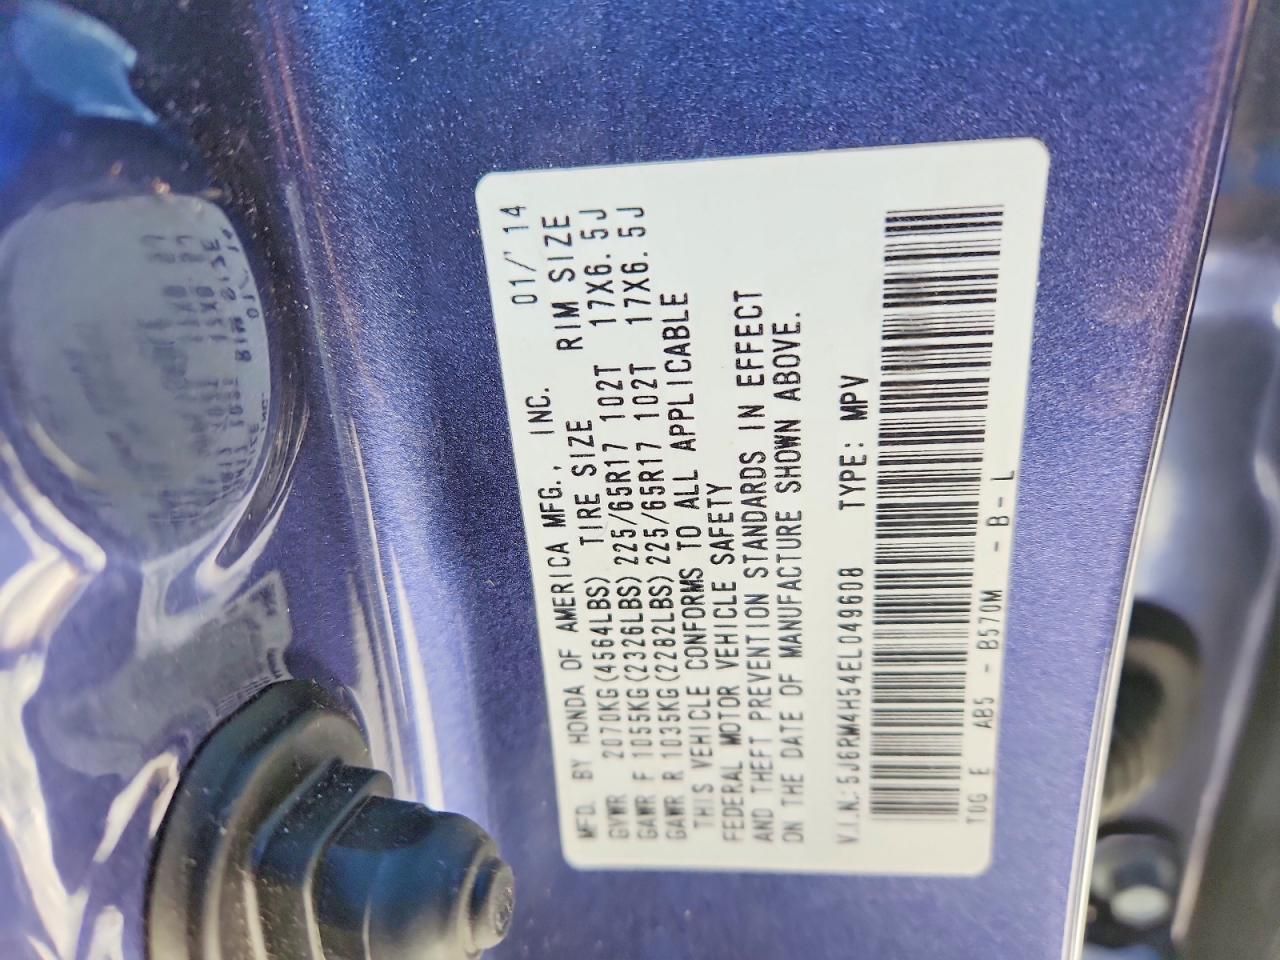 MFD. BY HONDA OF AMERICA MFG., INC. 01/'14
GVWR 2070KG(4564LBS) TIRE SIZE RIM SIZE
GAWR F 1055KG(2326LBS) 225/65R17 102T 17X6.5J
GAWR R 1035KG(2282LBS) 225/65R17 102T 17X6.5J
THIS VEHICLE CONFORMS TO ALL APPLICABLE
FEDERAL MOTOR VEHICLE SAFETY
AND THEFT PREVENTION STANDARDS IN EFFECT
ON THE DATE OF MANUFACTURE SHOWN ABOVE.
V.I.N.: 5J6RM4H54EL049608 TYPE: MPV
T0G E AB5 - B570M - B - L